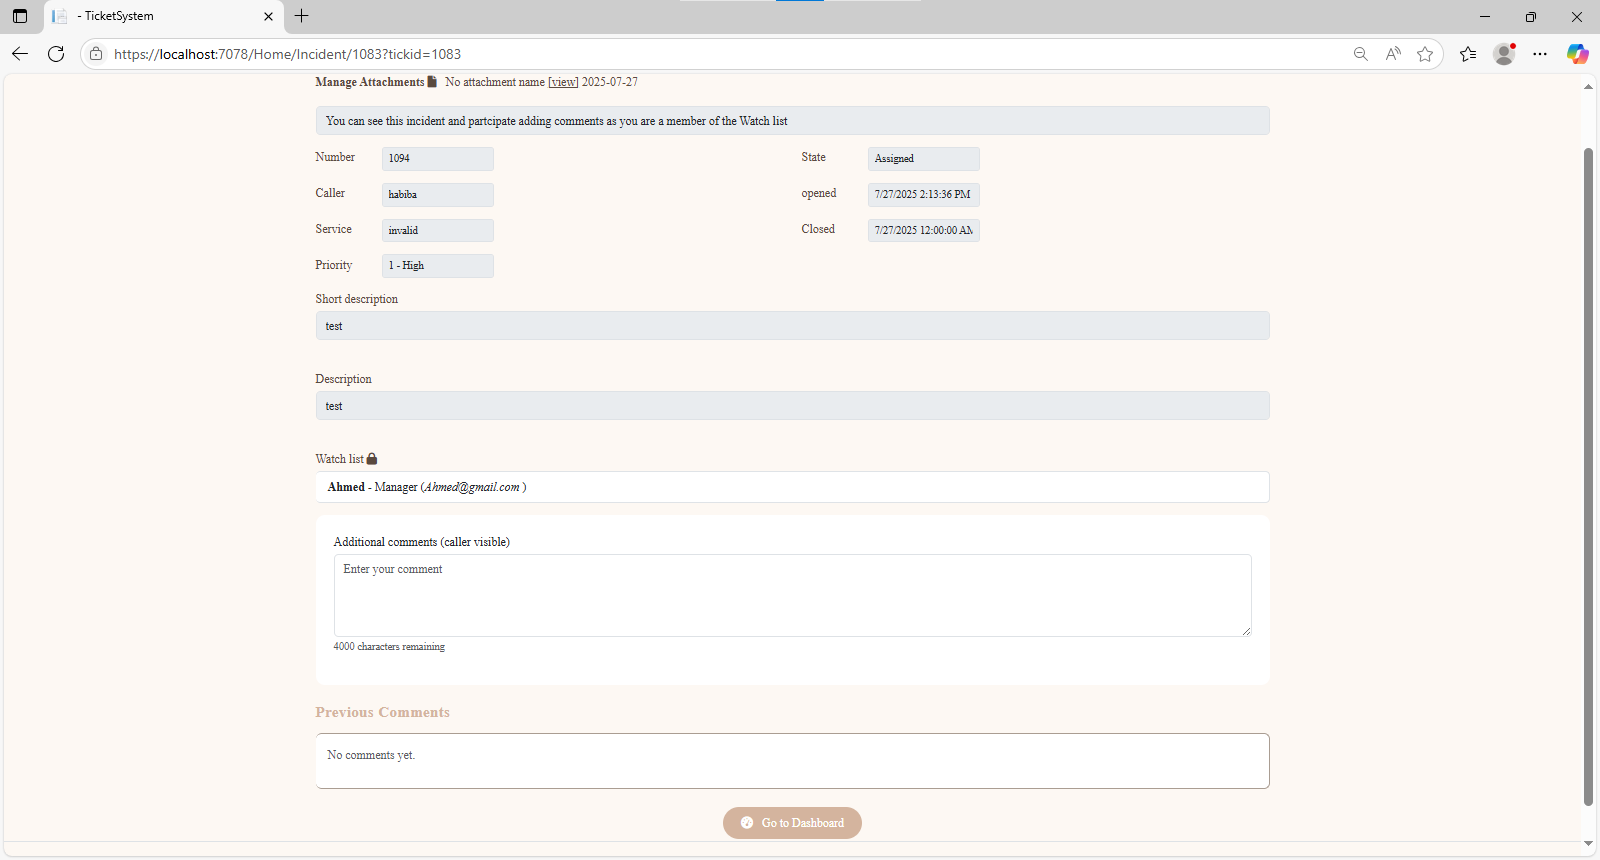 - TicketSystem
https://localhost:7078/Home/Incident/1083?tickid=1083
Manage Attachments No attachment name [view] 2025-07-27
You can see this incident and partcipate adding comments as you are a member of the Watch list
Number 1094 State Assigned
Caller habiba opened 7/27/2025 2:13:36 PM
Service invalid Closed 7/27/2025 12:00:00 AM
Priority 1 - High
Short description
test
Description
test
Watch list
Ahmed - Manager (Ahmed@gmail.com )
Additional comments (caller visible)
Enter your comment
4000 characters remaining
Previous Comments
No comments yet.
Go to Dashboard